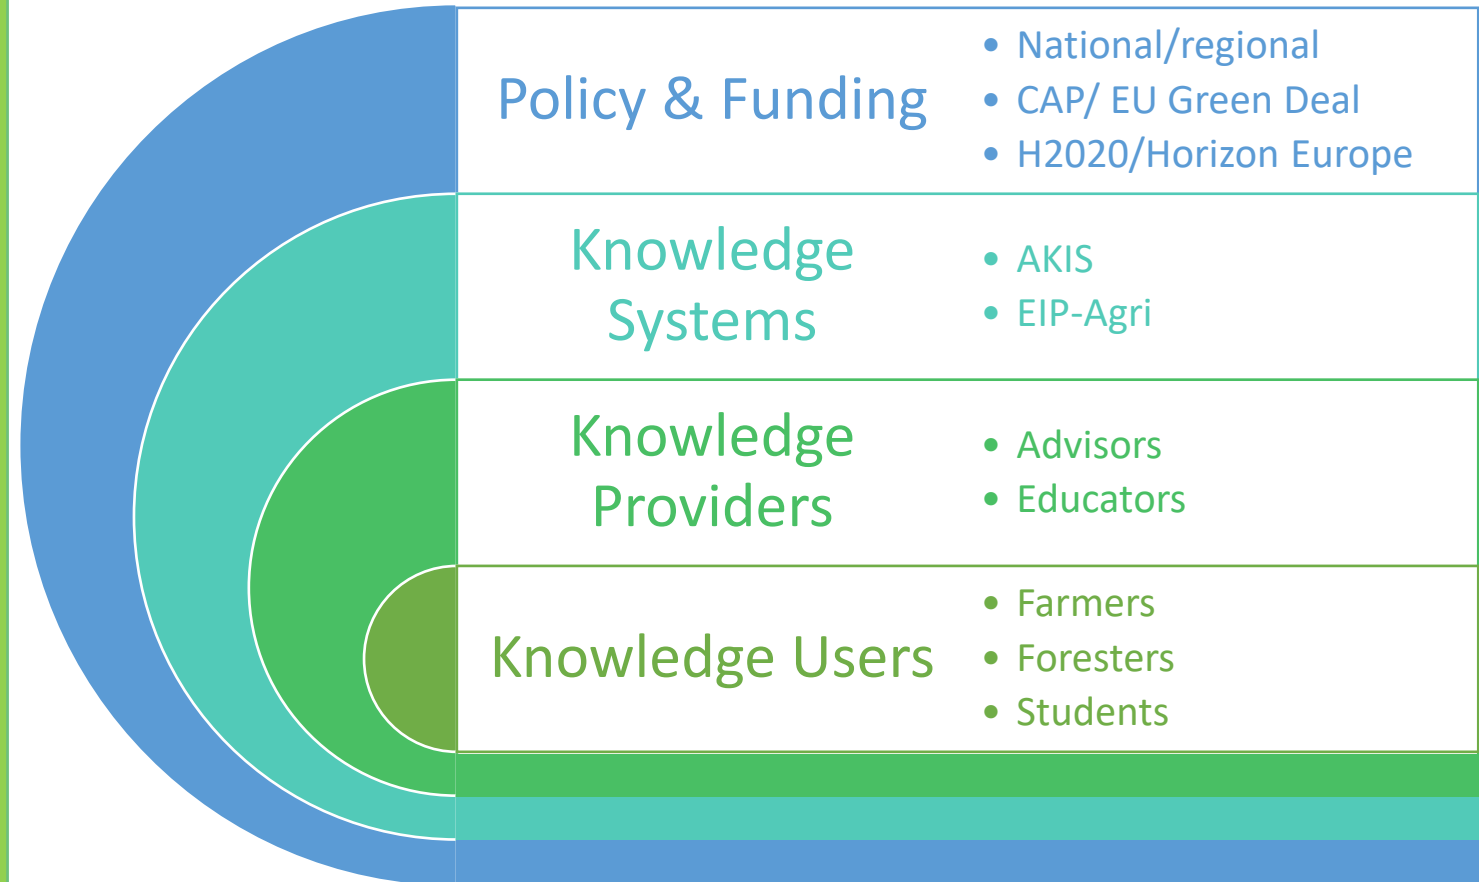 Policy & Funding
• National/regional
• CAP/ EU Green Deal
• H2020/Horizon Europe
Knowledge
Systems
• AKIS
• EIP-Agri
Knowledge
Providers
• Advisors
• Educators
Knowledge Users
• Farmers
• Foresters
• Students